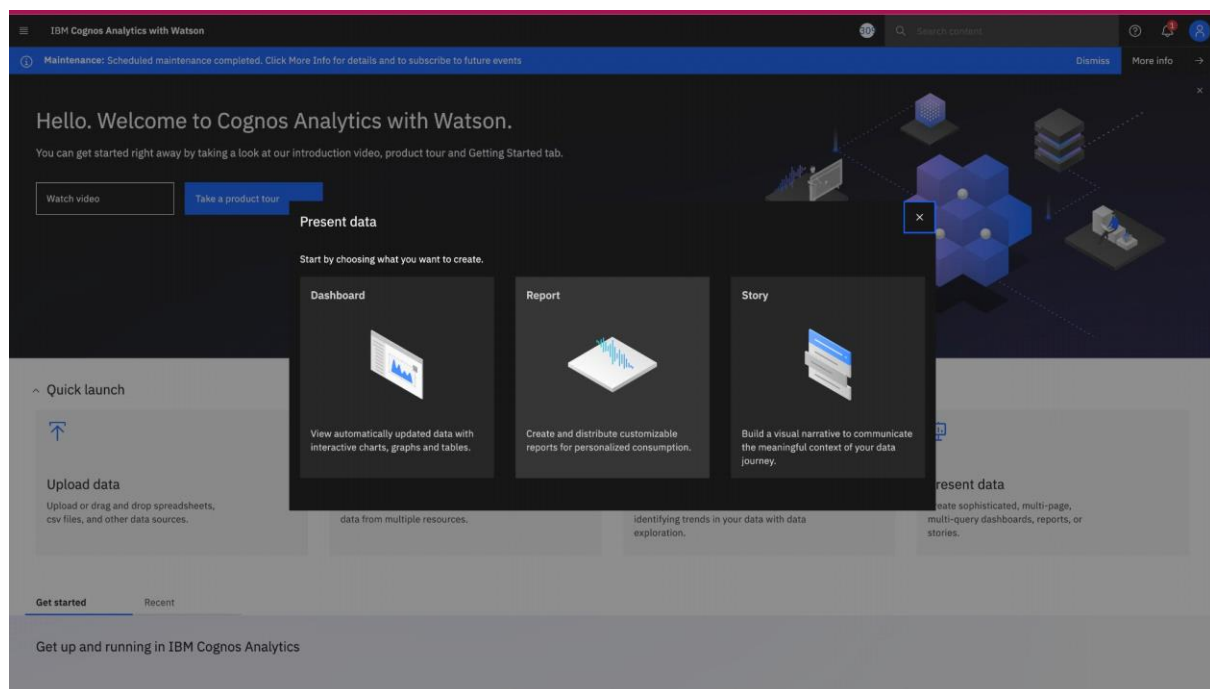 IBM Cognos Analytics with Watson
Search content
1
Maintenance: Scheduled maintenance completed. Click More Info for details and to subscribe to future events
Dismiss
More info
Hello. Welcome to Cognos Analytics with Watson.
You can get started right away by taking a look at our introduction video, product tour and Getting Started tab.
Watch video
Take a product tour
Present data
Start by choosing what you want to create.
Dashboard
View automatically updated data with
interactive charts, graphs and tables.
Report
Create and distribute customizable
reports for personalized consumption.
Story
Build a visual narrative to communicate
the meaningful context of your data
journey.
Quick launch
Upload data
Upload or drag and drop spreadsheets,
csv files, and other data sources.
data from multiple resources.
identifying trends in your data with data
exploration.
resent data
reate sophisticated, multi-page,
multi-query dashboards, reports, or
stories.
Get started
Recent
Get up and running in IBM Cognos Analytics